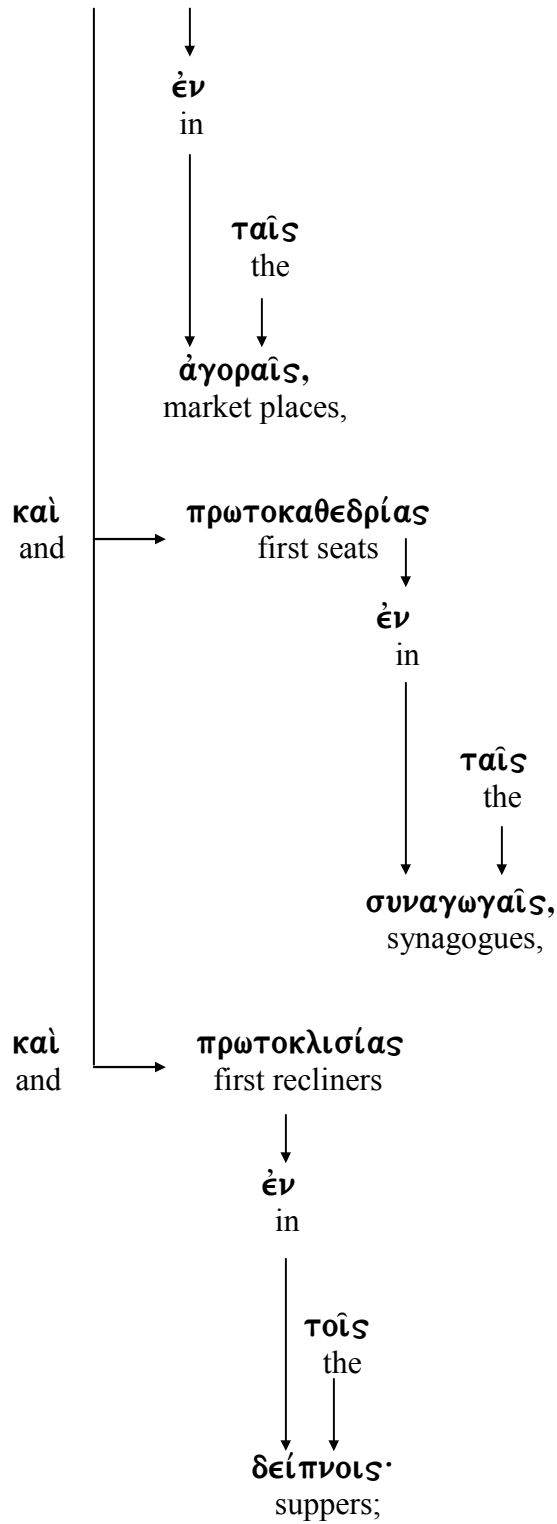 ἐν
in
ταῖς
the
ἀγοραῖς,
market places,
καὶ πρωτοκαθεδρίας
and first seats
ἐν
in
ταῖς
the
συναγωγαῖς,
synagogues,
καὶ πρωτοκλισίας
and first recliners
ἐν
in
τοῖς
the
δείπνοις·
suppers;